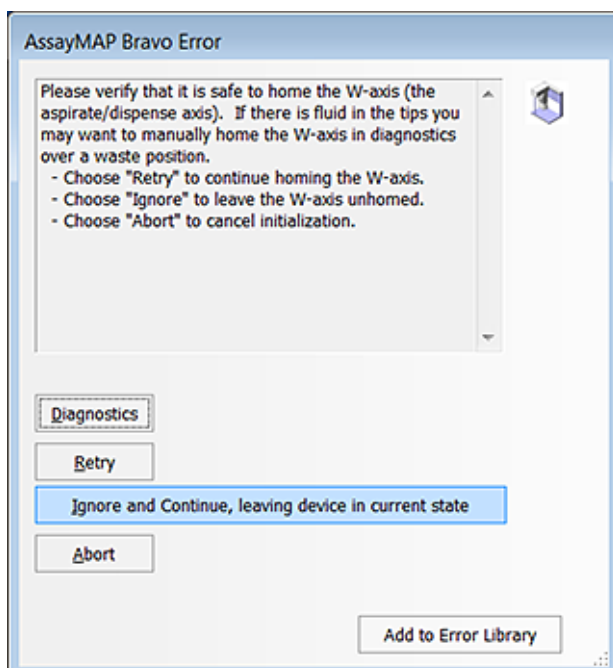 AssayMAP Bravo Error
Please verify that it is safe to home the W-axis (the
aspirate/dispense axis).  If there is fluid in the tips you
may want to manually home the W-axis in diagnostics
over a waste position.
- Choose "Retry" to continue homing the W-axis.
- Choose "Ignore" to leave the W-axis unhomed.
- Choose "Abort" to cancel initialization.
Diagnostics
Retry
Ignore and Continue, leaving device in current state
Abort
Add to Error Library